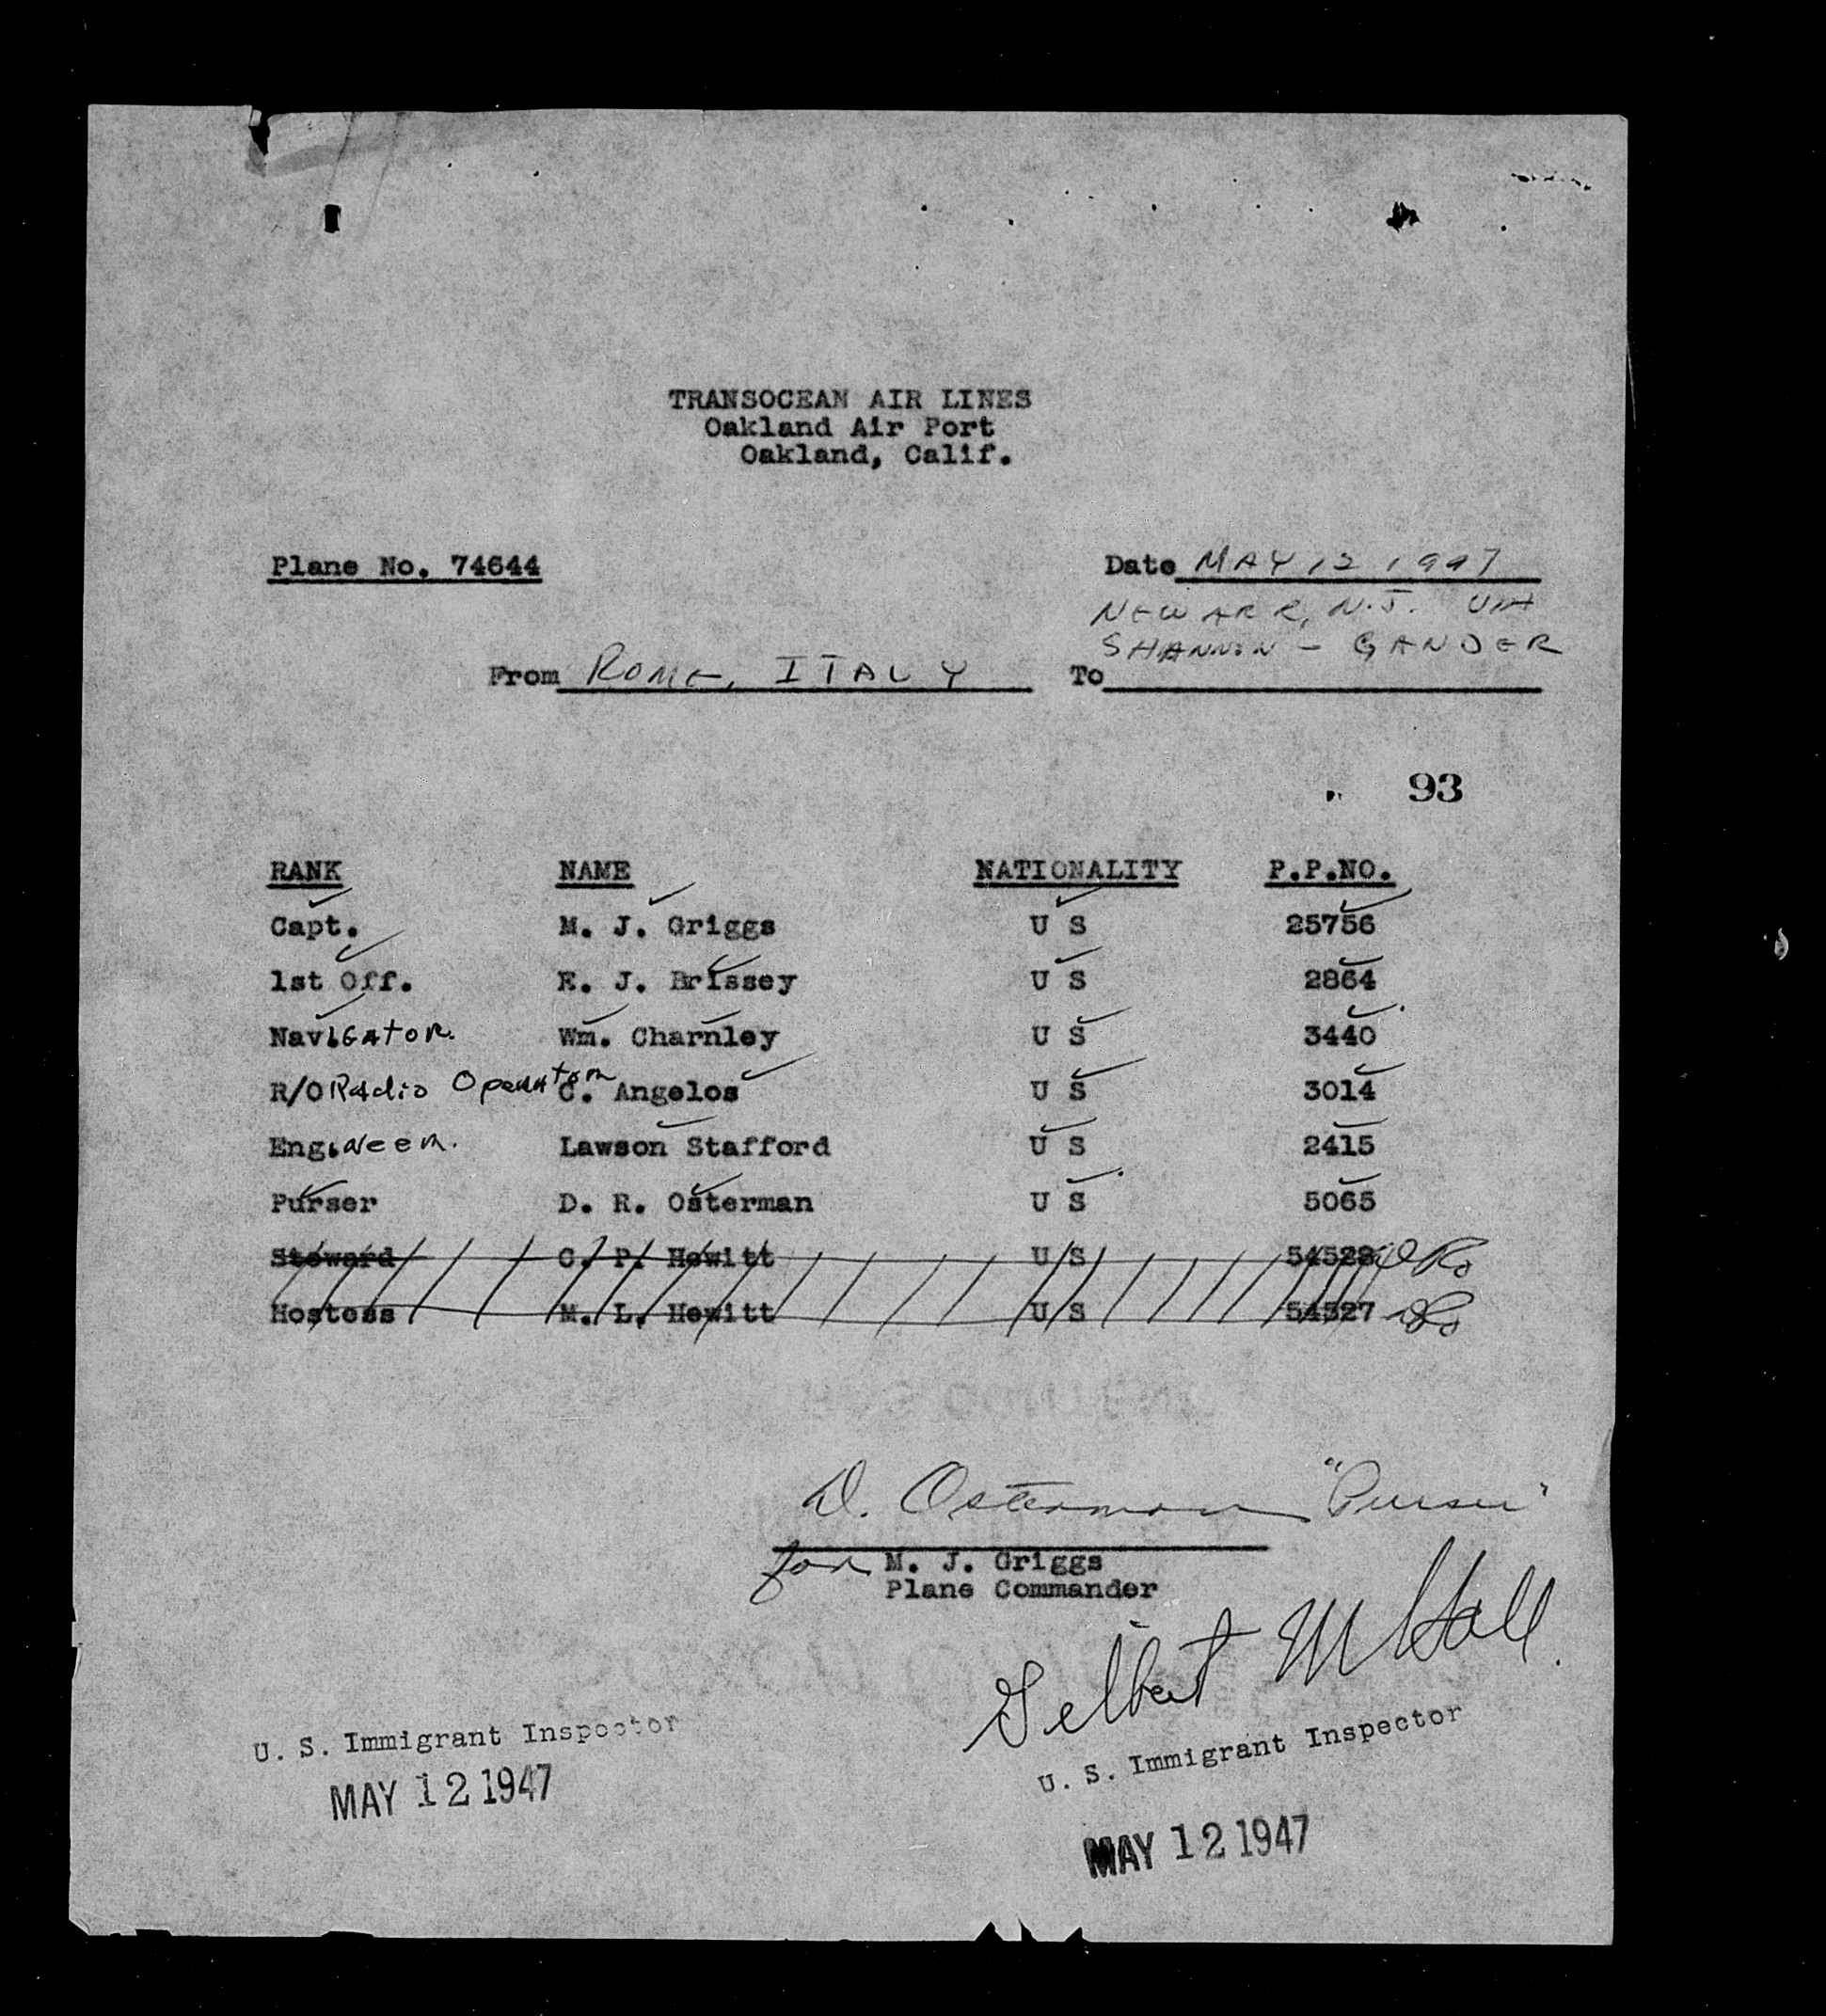 TRANSOCEAN AIR LINES
Oakland Air Port
Oakland, Calif.
Plane No. 74644
Date MAY 12 1947
NEWARK, N.J. VIA
SHANNON - GANDER
From ROME, ITALY To
93
RANK NAME NATIONALITY P.P.NO.
Capt. M. J. Griggs U S 25756
1st Off. E. J. Brissey U S 2864
Navigator. Wm. Charnley U S 3440
R/O Radio Operator C. Angelos U S 3014
Engineer. Lawson Stafford U S 2415
Purser D. R. Osterman U S 5065
Steward C. P. Hewitt U S 54528
Hostess M. L. Hewitt U S 54527
D. Osterman "Purser"
for M. J. Griggs
Plane Commander
Delbert M Hall
U. S. Immigrant Inspector
MAY 12 1947
U. S. Immigrant Inspector
MAY 12 1947